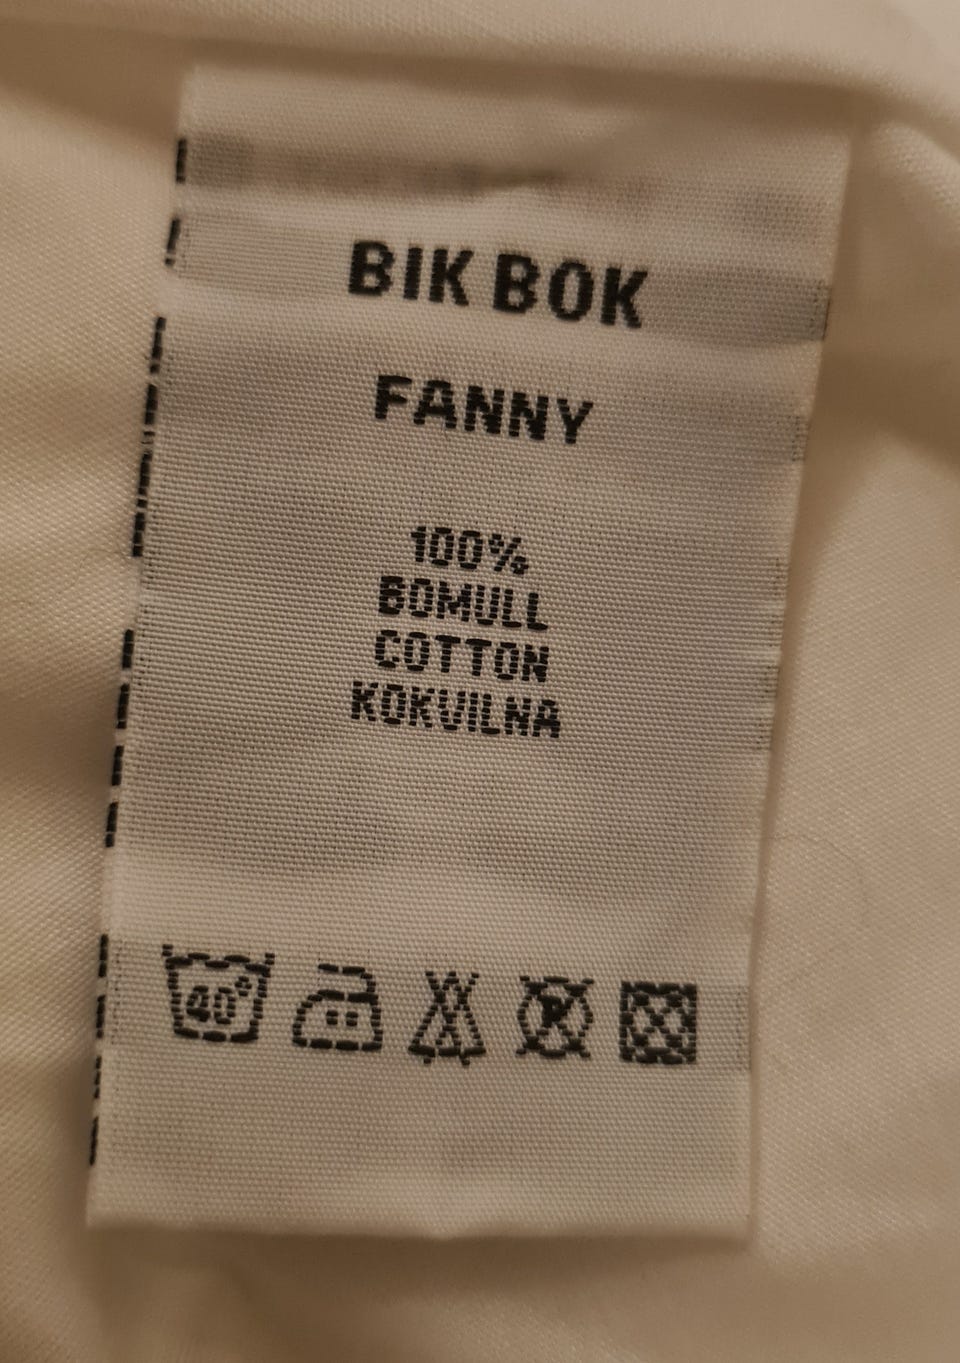 BIK BOK
FANNY
100%
BOMULL
COTTON
KOKVILNA
40° P